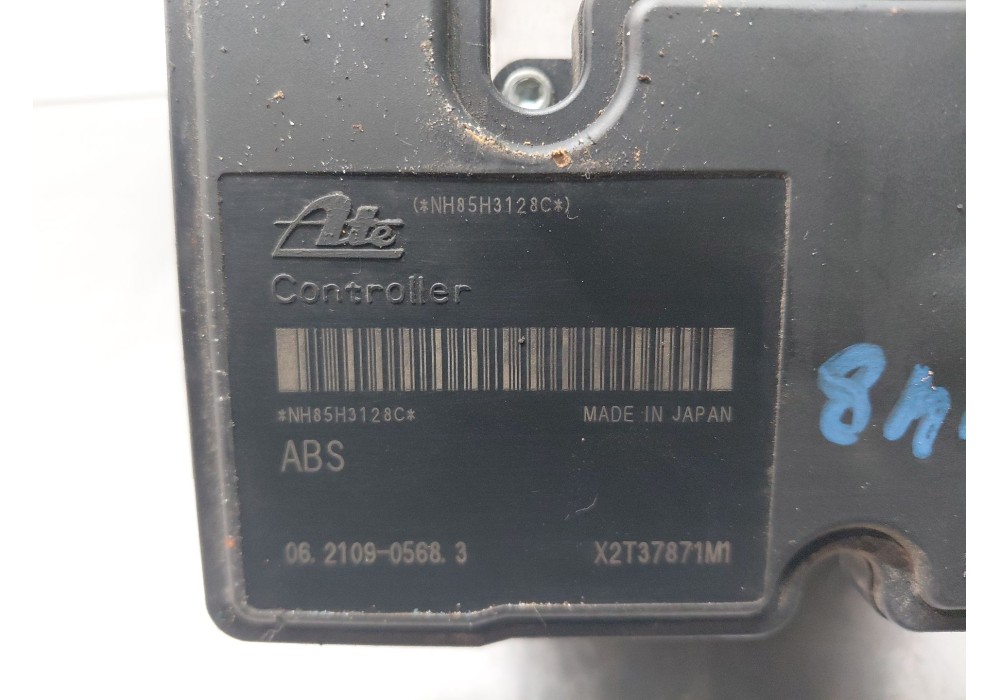 (*NH85H3128C*)
Ate
Controller
*NH85H3128C*
MADE IN JAPAN
ABS
06.2109-0568.3
X2T37871M1